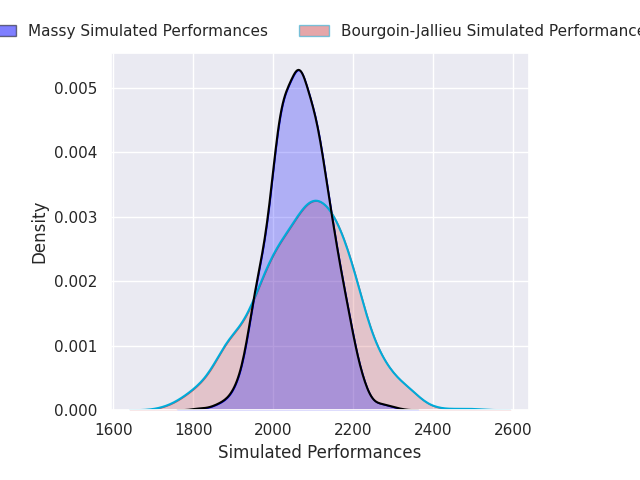 Massy Simulated Performances
Bourgoin-Jallieu Simulated Performance
0.005
0.004
0.003
0.002
0.001
0.000
Density
1600 1800 2000 2200 2400 2600
Simulated Performances